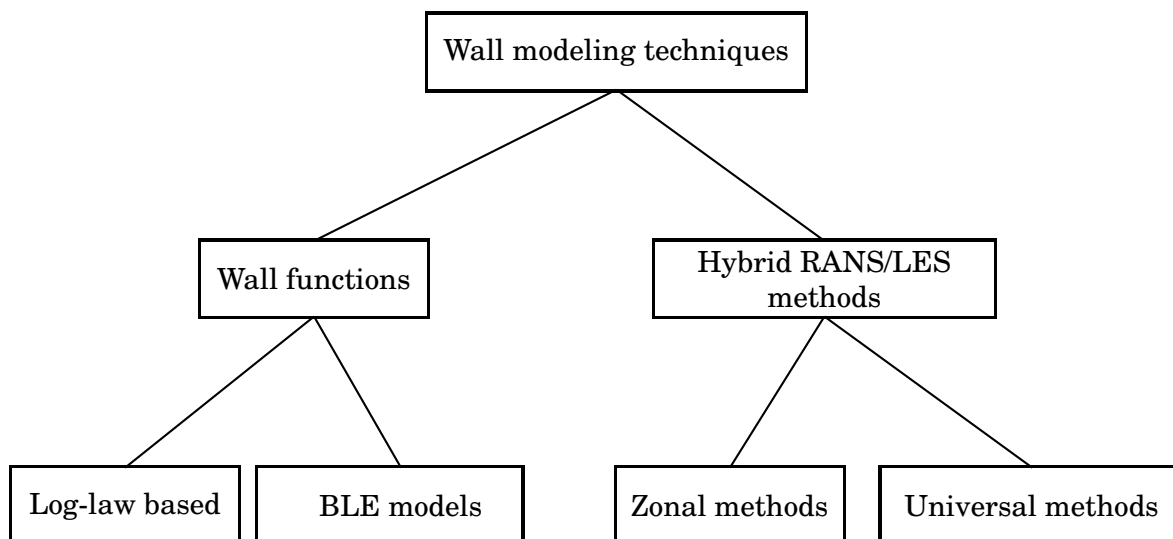 Wall modeling techniques
Wall functions
Hybrid RANS/LES
methods
Log-law based
BLE models
Zonal methods
Universal methods